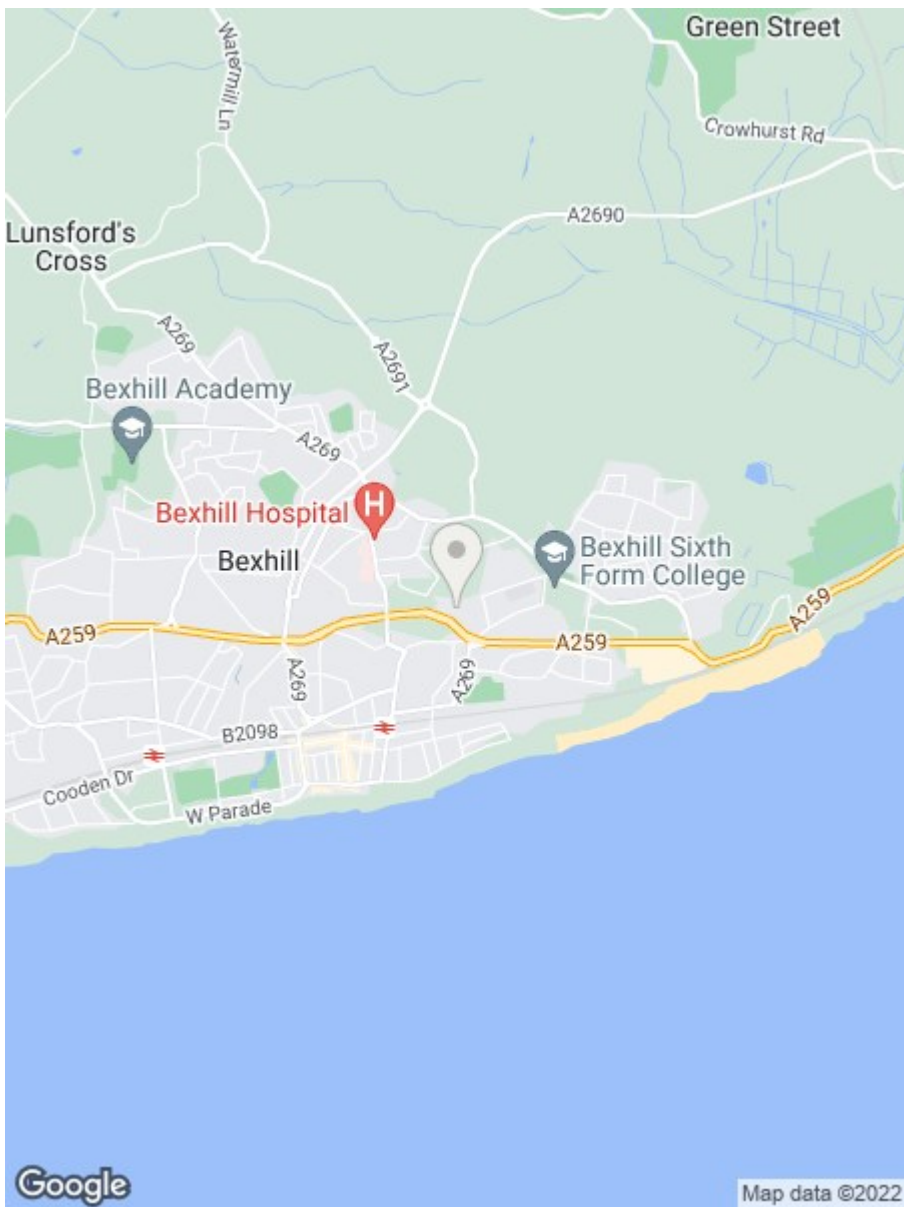 Green Street
Watermill Ln
Crowhurst Rd
A2690
Lunsford's
Cross
A269
A2691
Bexhill Academy
A269
Bexhill Hospital
H
Bexhill
Bexhill Sixth
Form College
A259
A259
A259
A269
A269
B2098
Cooden Dr
W Parade
Google
Map data ©2022